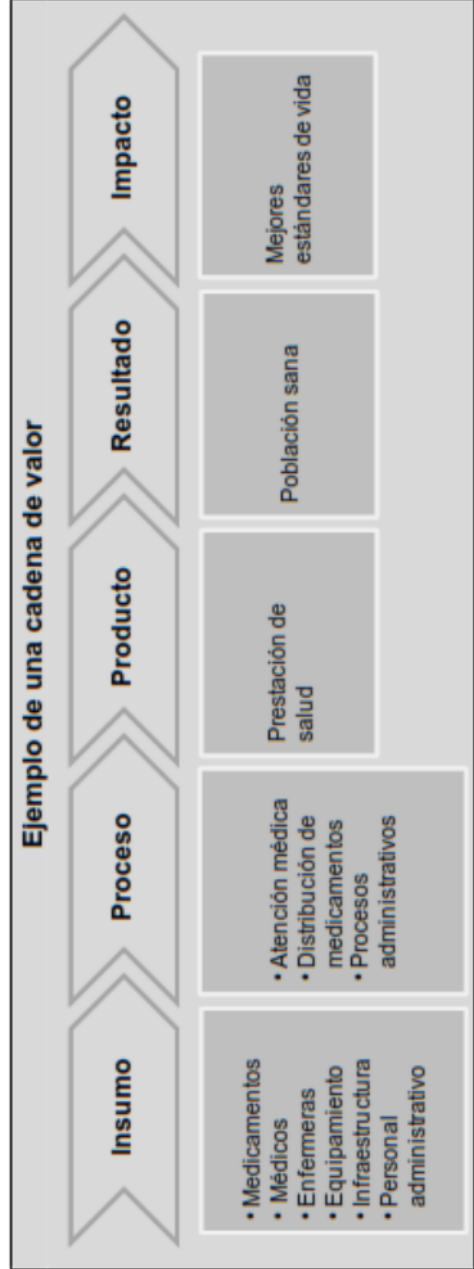 Ejemplo de una cadena de valor
Insumo
Proceso
Producto
Resultado
Impacto
• Medicamentos
• Médicos
• Enfermeras
• Equipamiento
• Infraestructura
• Personal
administrativo
• Atención médica
• Distribución de
medicamentos
• Procesos
administrativos
Prestación de
salud
Población sana
Mejores
estándares de vida